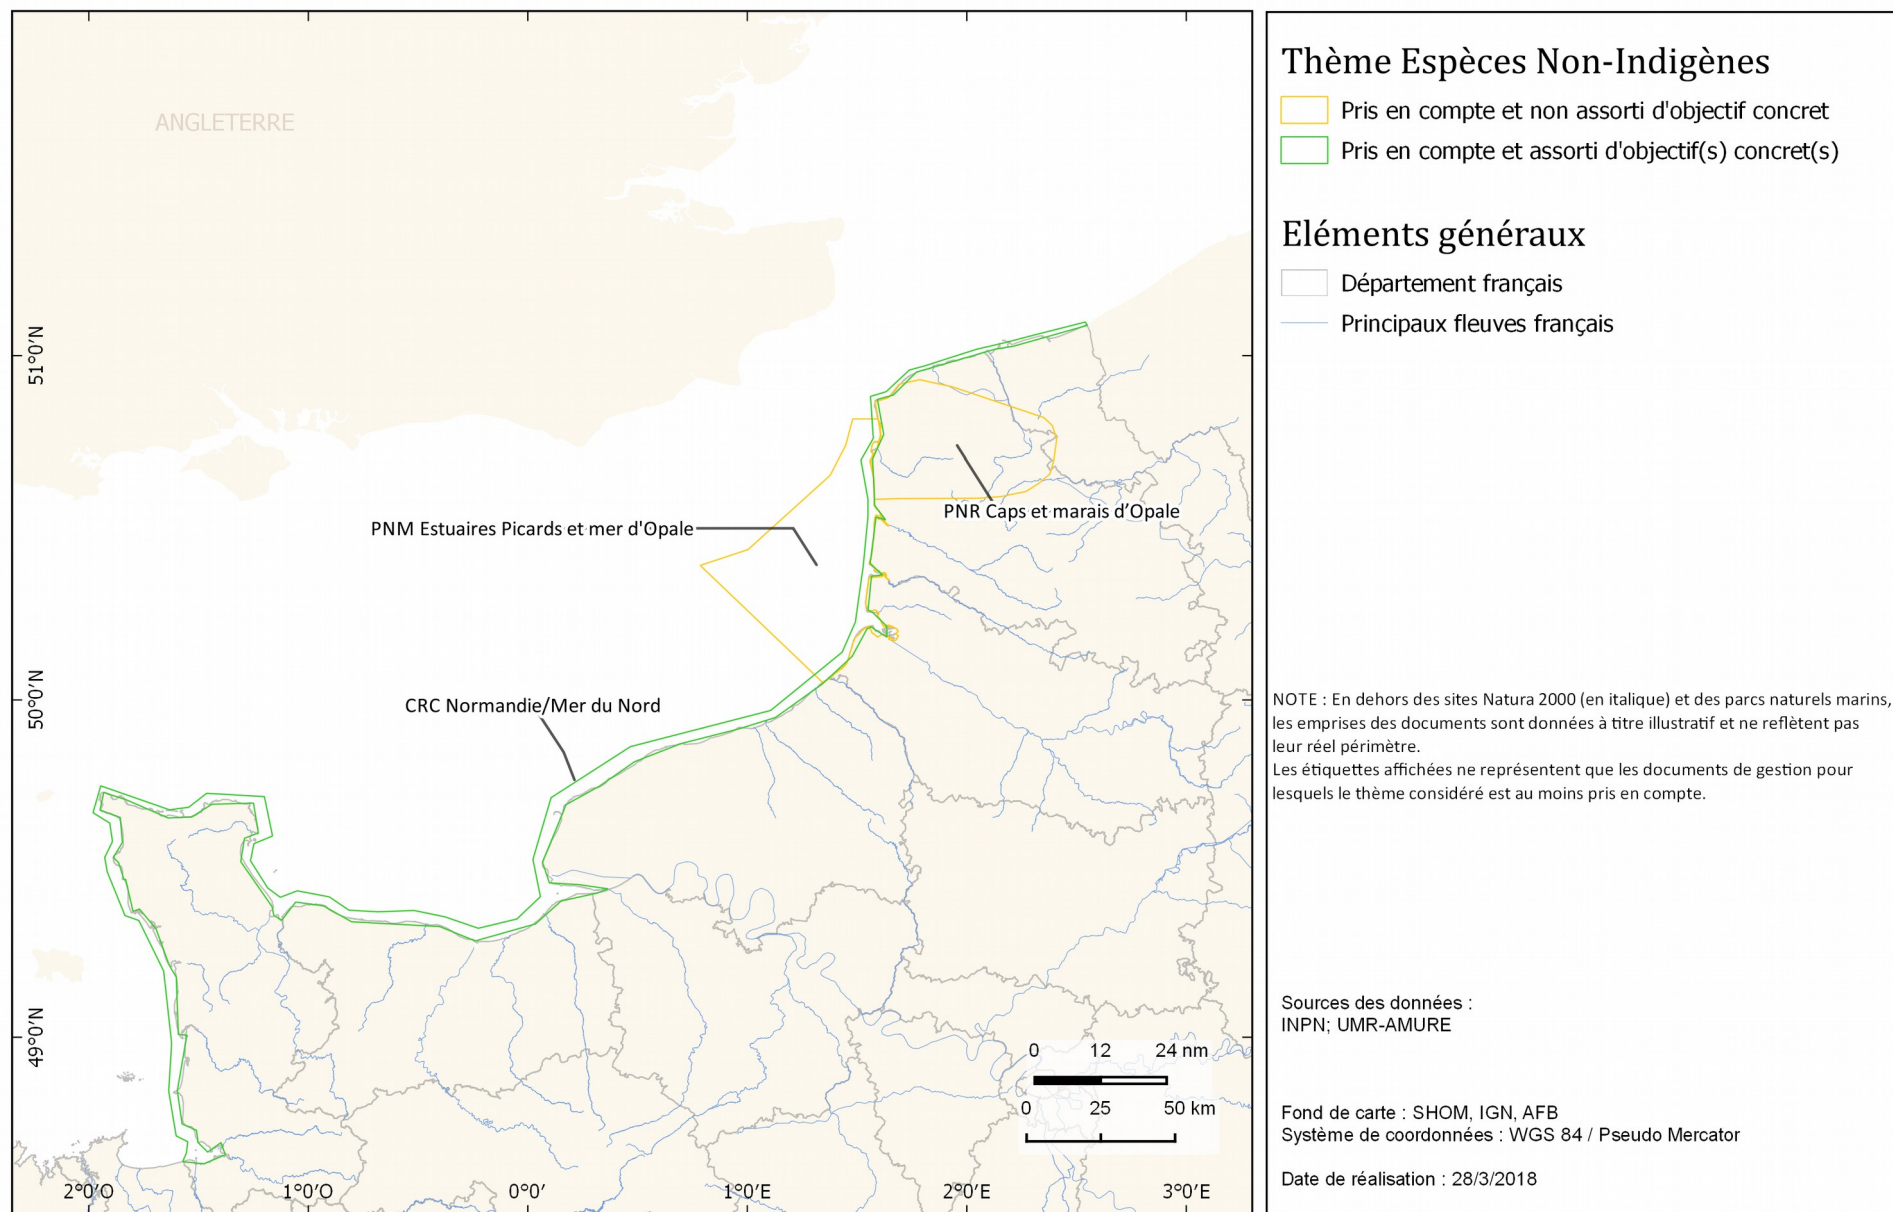 ANGLETERRE
PNM Estuaires Picards et mer d'Opale
PNR Caps et marais d’Opale
CRC Normandie/Mer du Nord
51°0’N
50°0’N
49°0’N
2°0’O
1°0’O
0°0’
1°0’E
2°0’E
3°0’E
0 12 24 nm
0 25 50 km
Thème Espèces Non-Indigènes
Pris en compte et non assorti d'objectif concret
Pris en compte et assorti d'objectif(s) concret(s)
Eléments généraux
Département français
Principaux fleuves français
NOTE : En dehors des sites Natura 2000 (en italique) et des parcs naturels marins,
les emprises des documents sont données à titre illustratif et ne reflètent pas
leur réel périmètre.
Les étiquettes affichées ne représentent que les documents de gestion pour
lesquels le thème considéré est au moins pris en compte.
Sources des données :
INPN; UMR-AMURE
Fond de carte : SHOM, IGN, AFB
Système de coordonnées : WGS 84 / Pseudo Mercator
Date de réalisation : 28/3/2018